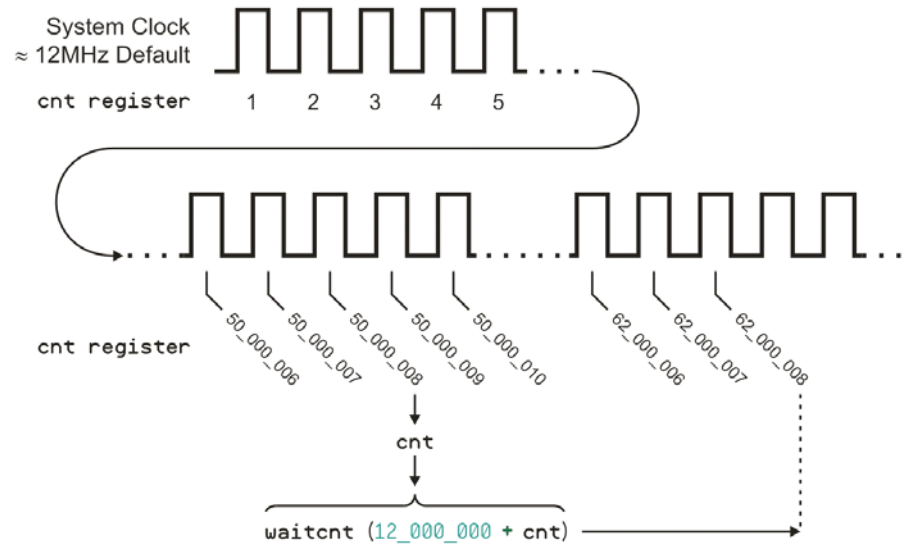 System Clock
≈ 12MHz Default
cnt register
1 2 3 4 5
50_000_006
50_000_007
50_000_008
50_000_009
50_000_010
62_000_006
62_000_007
62_000_008
cnt register
cnt
waitcnt (12_000_000 + cnt)